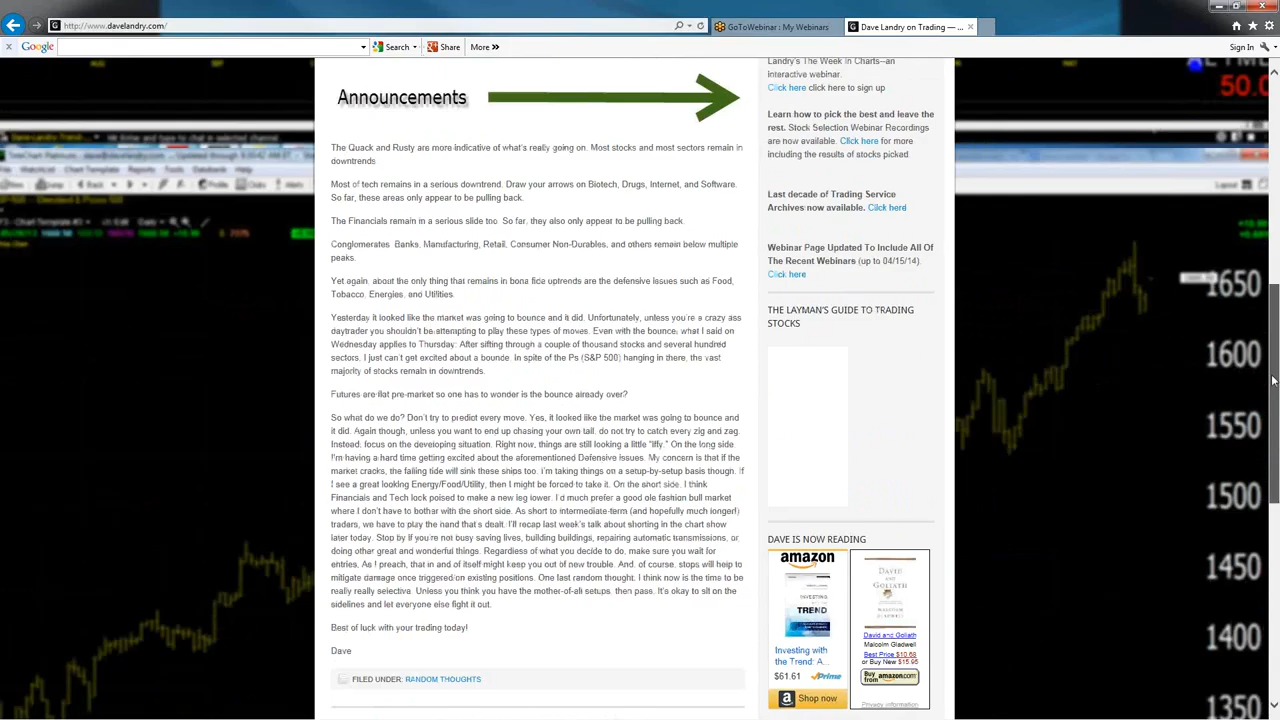 http://www.davelandry.com/
GoToWebinar : My Webinars
Dave Landry on Trading — ...
Google
Search
Share
More
Sign In
Announcements
The Quack and Rusty are more indicative of what's really going on. Most stocks and most sectors remain in
downtrends
Most of tech remains in a serious downtrend. Draw your arrows on Biotech, Drugs, Internet, and Software.
So far, these areas only appear to be pulling back.
The Financials remain in a serious slide too. So far, they also only appear to be pulling back.
Conglomerates, Banks, Manufacturing, Retail, Consumer Non-Durables, and others remain below multiple
peaks.
Yet again, about the only thing that remains in bona fide uptrends are the defensive issues such as Food,
Tobacco, Energies, and Utilities.
Yesterday it looked like the market was going to bounce and it did. Unfortunately, unless you're a crazy ass
daytrader you shouldn't be attempting to play these types of moves. Even with the bounce, what I said on
Wednesday applies to Thursday: After sifting through a couple of thousand stocks and several hundred
sectors, I just can't get excited about a bounce. In spite of the Ps (S&P 500) hanging in there, the vast
majority of stocks remain in downtrends.
Futures are flat pre-market so one has to wonder is the bounce already over?
So what do we do? Don't try to predict every move. Yes, it looked like the market was going to bounce and
it did. Again though, unless you want to end up chasing your own tail, do not try to catch every zig and zag.
Instead, focus on the developing situation. Right now, things are still looking a little "iffy." On the long side
I'm having a hard time getting excited about the aforementioned Defensive Issues. My concern is that if the
market cracks, the falling tide will sink these ships too. I'm taking things on a setup-by-setup basis though. If
I see a great looking Energy/Food/Utility, then I might be forced to take it. On the short side, I think
Financials and Tech look poised to make a new leg lower. I'd much prefer a good ole fashion bull market
where I don't have to bother with the short side. As short to intermediate-term (and hopefully much longer!)
traders, we have to play the hand that's dealt. I'll recap last week's talk about shorting in the chart show
later today. Stop by if you're not busy saving lives, building buildings, repairing automatic transmissions, or
doing other great and wonderful things. Regardless of what you decide to do, make sure you wait for
entries. As I preach, that in and of itself might keep you out of new trouble. And, of course, stops will help to
mitigate damage once triggered on existing positions. One last random thought. I think now is the time to be
really really selective. Unless you think you have the mother-of-all setups, then pass. It's okay to sit on the
sidelines and let everyone else fight it out.
Best of luck with your trading today!
Dave
FILED UNDER: RANDOM THOUGHTS
Landry's The Week In Charts--an
interactive webinar.
Click here click here to sign up
Learn how to pick the best and leave the
rest. Stock Selection Webinar Recordings
are now available. Click here for more
including the results of stocks picked
Last decade of Trading Service
Archives now available. Click here
Webinar Page Updated To Include All Of
The Recent Webinars (up to 04/15/14).
Click here
THE LAYMAN'S GUIDE TO TRADING
STOCKS
DAVE IS NOW READING
amazon
INVESTING
TREND
Investing with
the Trend: A...
$61.61 Prime
Shop now
DAVID
GOLIATH
David and Goliath
Malcolm Gladwell
Best Price $10.68
or Buy New $15.95
Buy from amazon.com
Privacy Information
50.0
1650
1600
1550
1500
1450
1400
1350